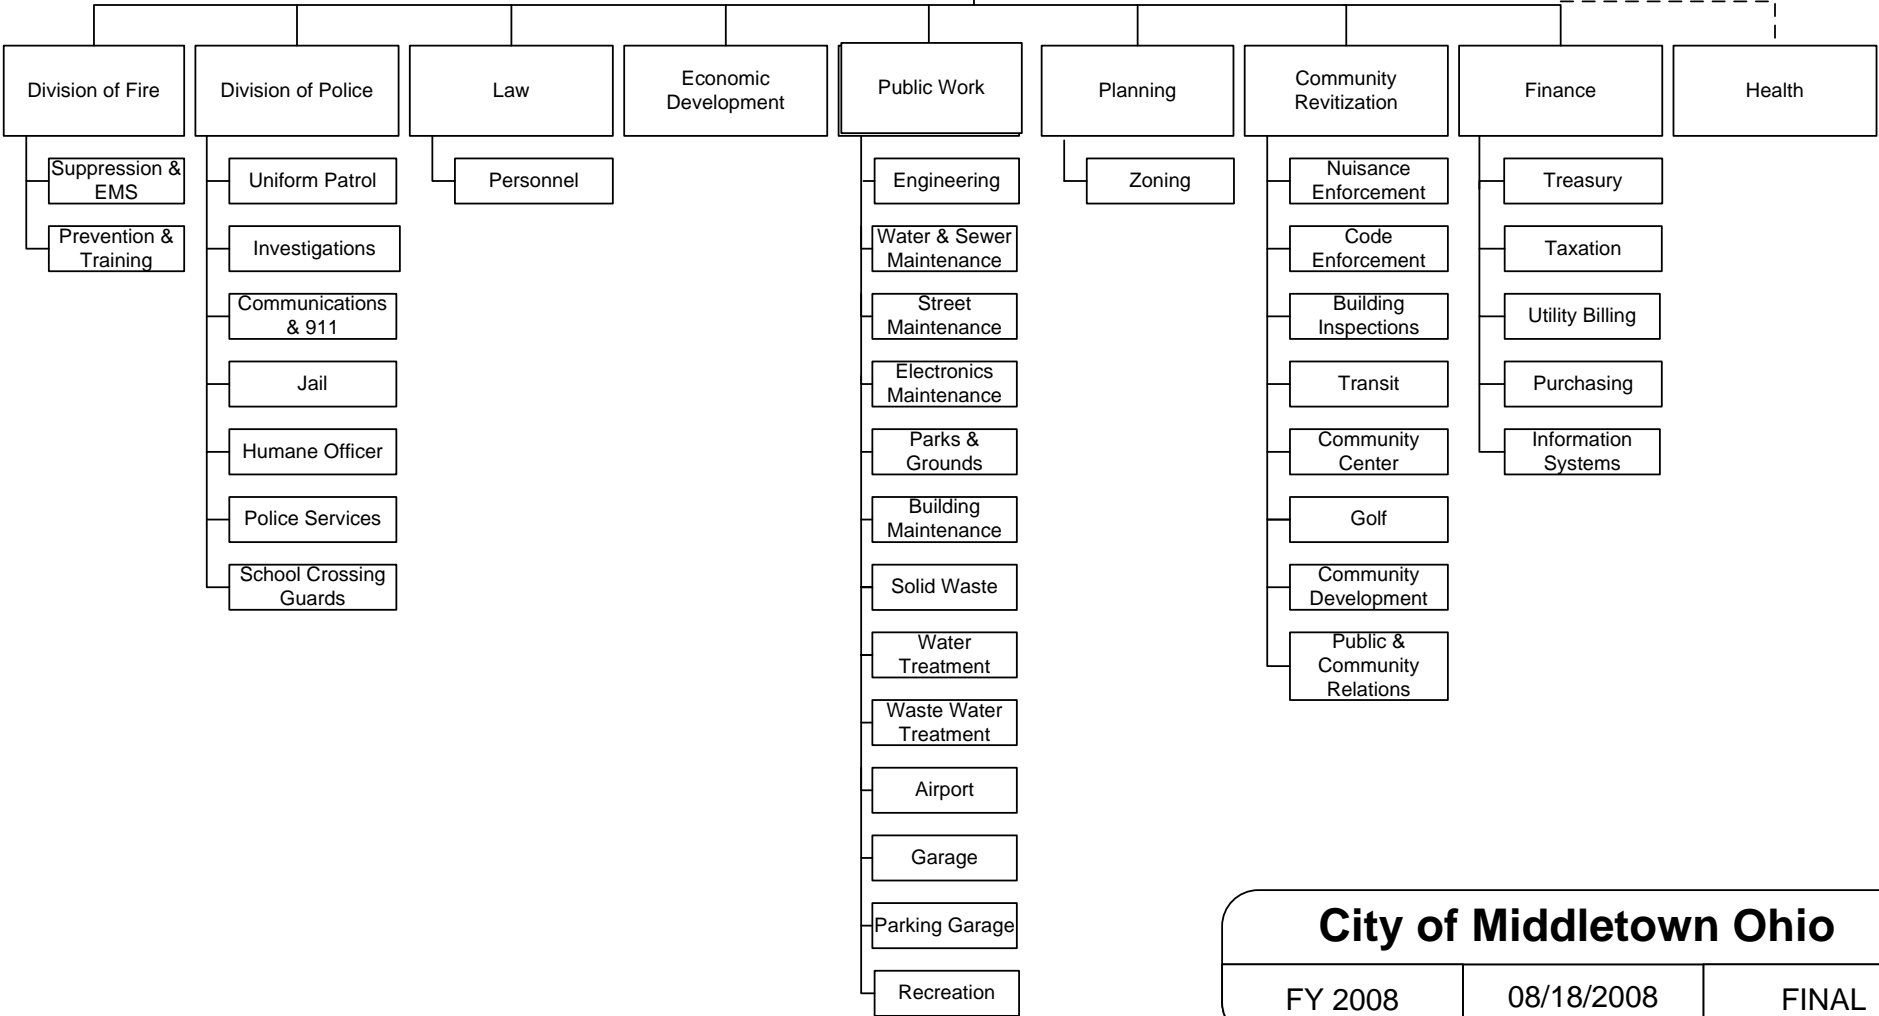 Division of Fire
Division of Police
Law
Economic
Development
Public Work
Planning
Community
Revitization
Finance
Health
Suppression &
EMS
Prevention &
Training
Uniform Patrol
Investigations
Communications
& 911
Jail
Humane Officer
Police Services
School Crossing
Guards
Personnel
Engineering
Water & Sewer
Maintenance
Street
Maintenance
Electronics
Maintenance
Parks &
Grounds
Building
Maintenance
Solid Waste
Water
Treatment
Waste Water
Treatment
Airport
Garage
Parking Garage
Recreation
Zoning
Nuisance
Enforcement
Code
Enforcement
Building
Inspections
Transit
Community
Center
Golf
Community
Development
Public &
Community
Relations
Treasury
Taxation
Utility Billing
Purchasing
Information
Systems
City of Middletown Ohio
FY 2008
08/18/2008
FINAL